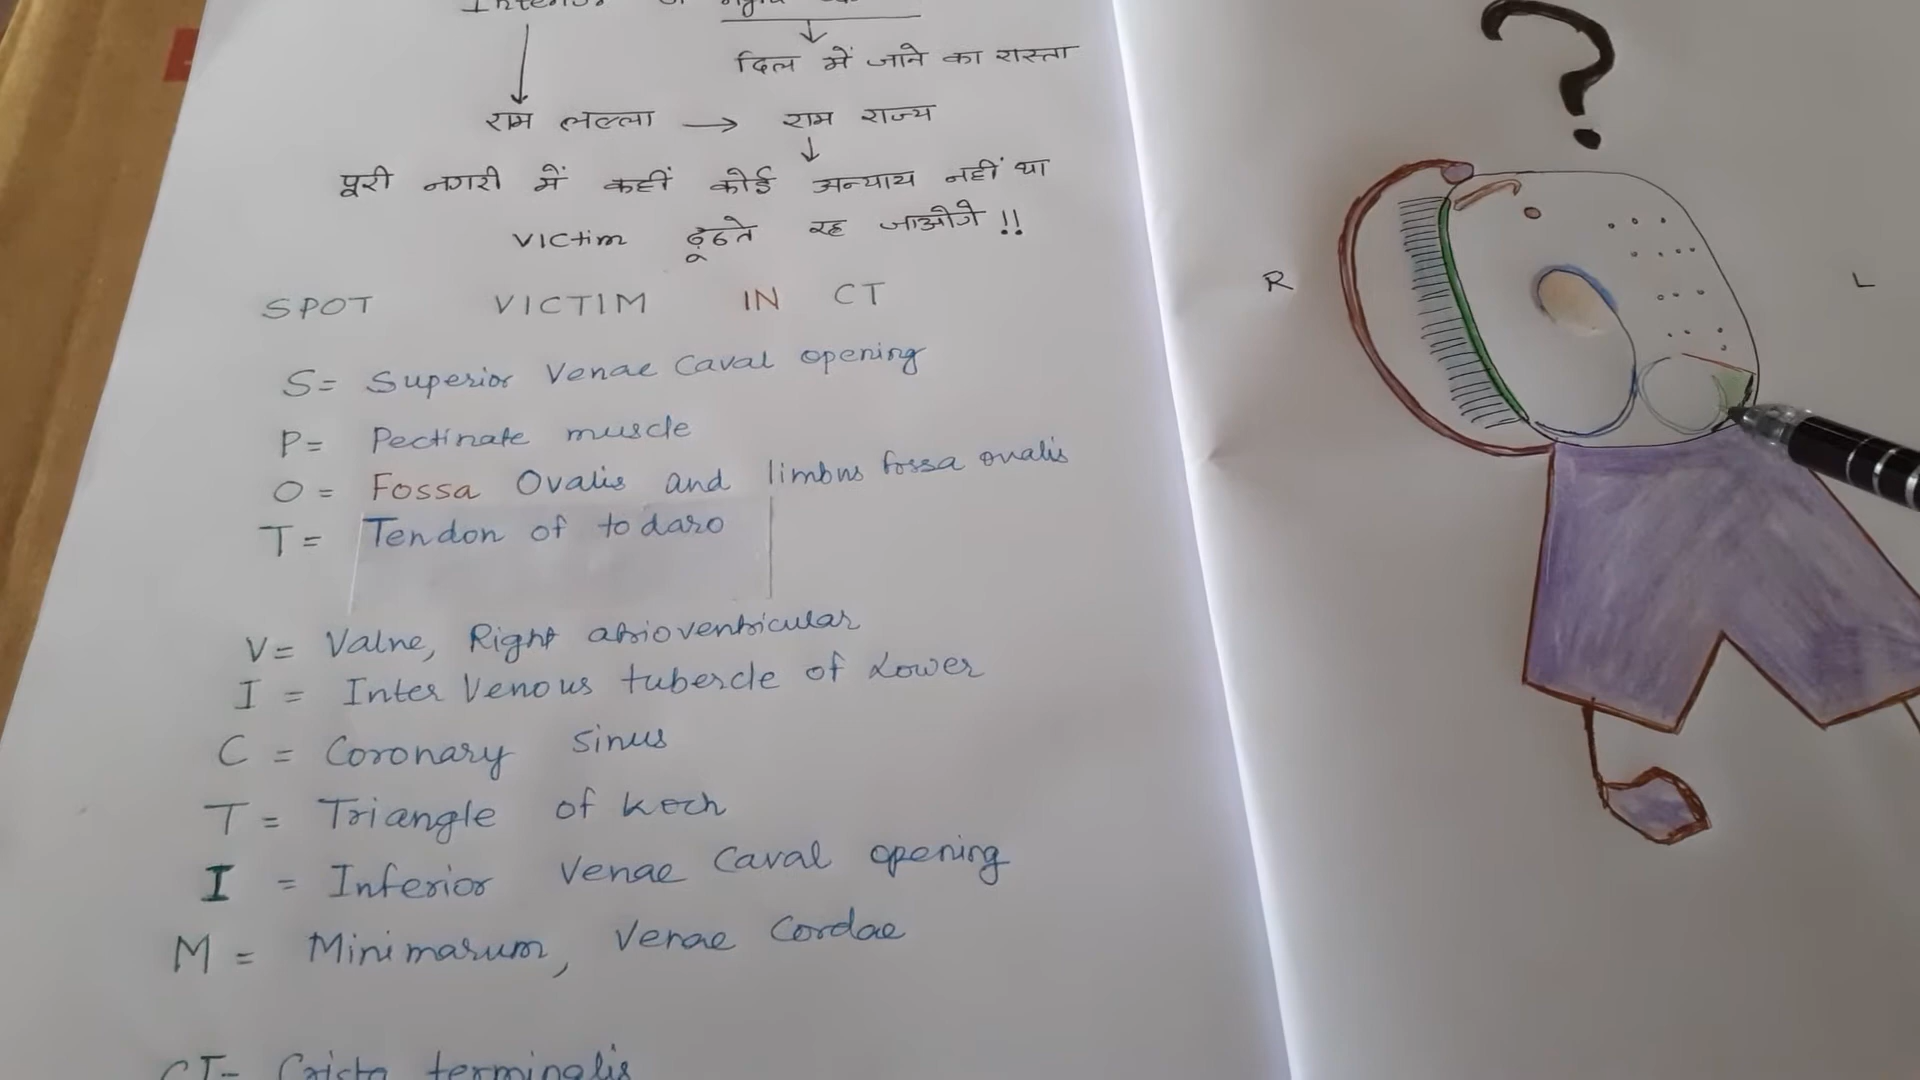 दिल में जाने का रास्ता
राम लल्ला → राम राज्य
पूरी नगरी में कहीं कोई अन्याय नहीं था
VICtim ढूढते रह जाओगे !!
SPOT VICTIM IN CT
S= Superior Venae Caval opening
P= Pectinate muscle
O= Fossa Ovalis and limbus fossa ovalis
T= Tendon of todaro
V= Valve, Right atrioventricular
I = Inter Venous tubercle of Lower
C = Coronary sinus
T = Triangle of koch
I = Inferior Venae Caval opening
M = Minimarum, Venae Cordae
CT- Crista terminalis
?
R
L